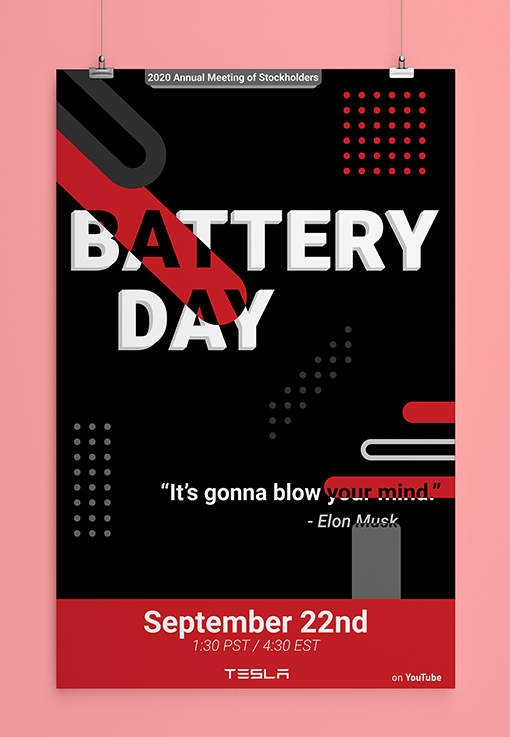 2020 Annual Meeting of Stockholders
BATTERY
DAY
“It’s gonna blow your mind.”
- Elon Musk
September 22nd
1:30 PST / 4:30 EST
TESLA
on YouTube